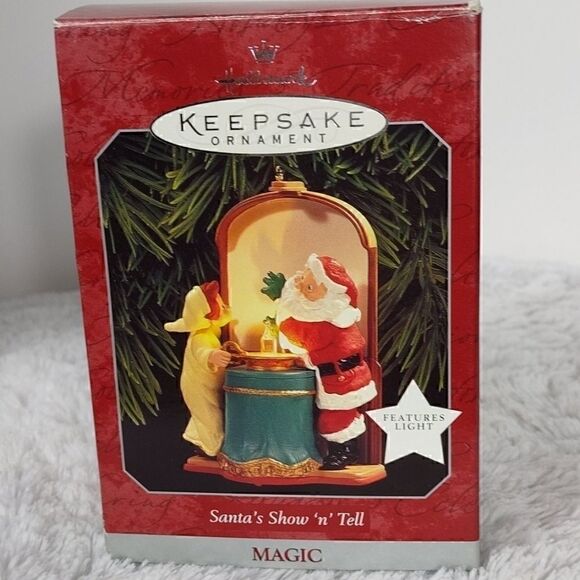 Hallmark
KEEPSAKE
ORNAMENT
FEATURES
LIGHT
Santa's Show 'n' Tell
MAGIC